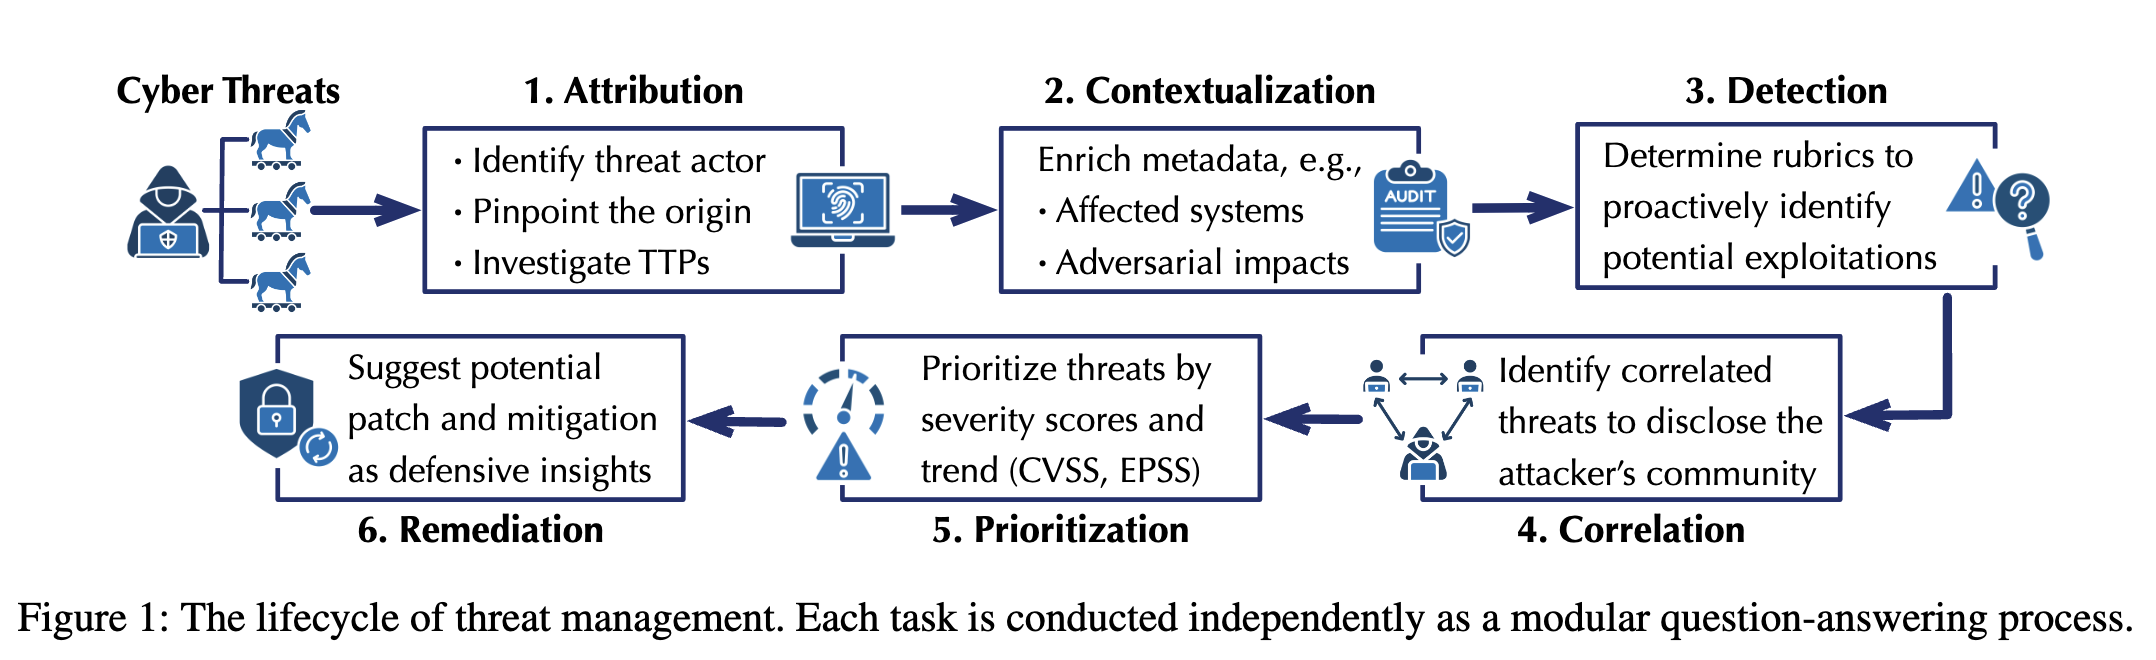 Cyber Threats
1. Attribution
· Identify threat actor
· Pinpoint the origin
· Investigate TTPs
2. Contextualization
Enrich metadata, e.g.,
· Affected systems
· Adversarial impacts
AUDIT
3. Detection
Determine rubrics to
proactively identify
potential exploitations
?
Identify correlated
threats to disclose the
attacker's community
4. Correlation
Prioritize threats by
severity scores and
trend (CVSS, EPSS)
5. Prioritization
Suggest potential
patch and mitigation
as defensive insights
6. Remediation
Figure 1: The lifecycle of threat management. Each task is conducted independently as a modular question-answering process.